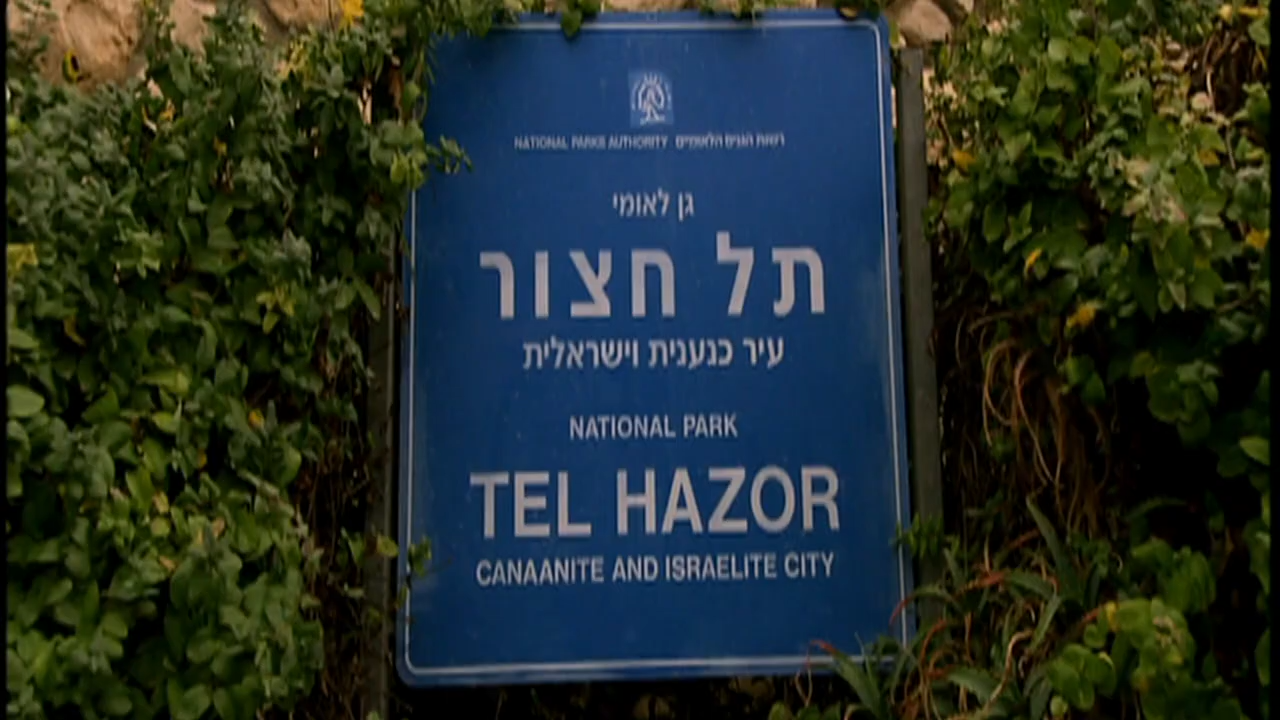 NATIONAL PARKS AUTHORITY רשות הגנים הלאומיים
גן לאומי
תל חצור
עיר כנענית וישראלית
NATIONAL PARK
TEL HAZOR
CANAANITE AND ISRAELITE CITY